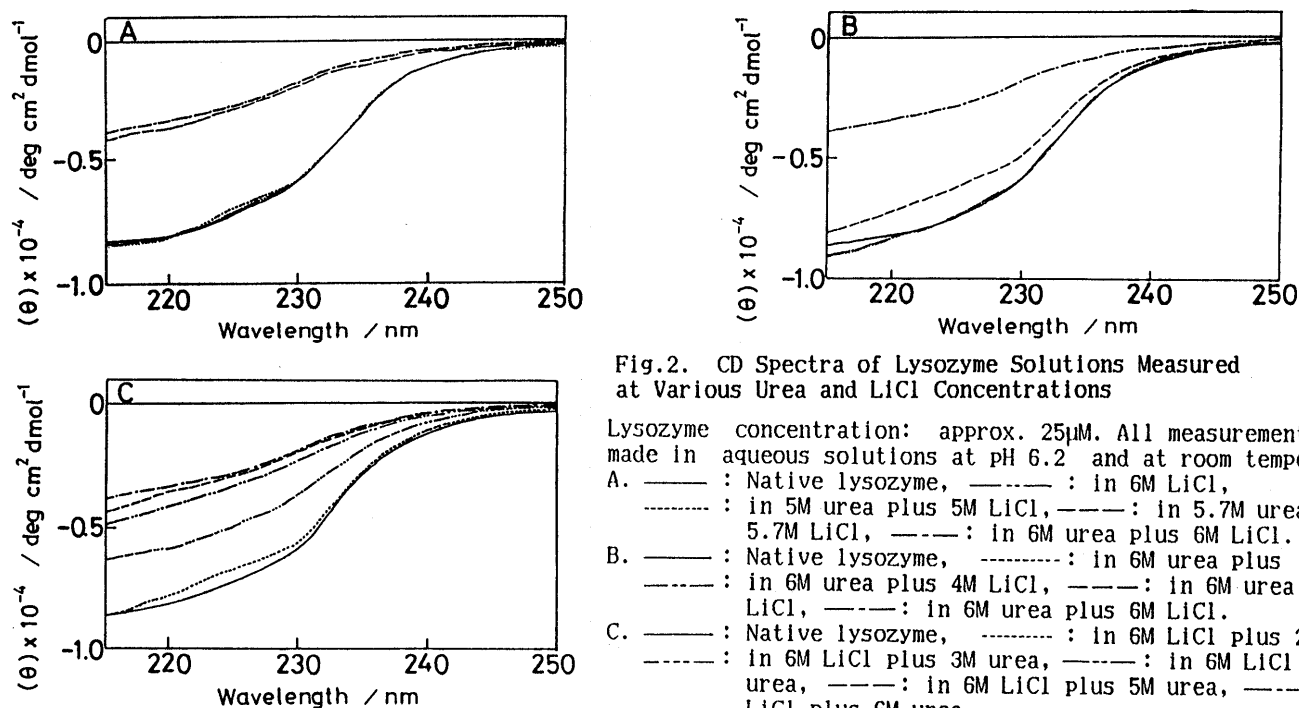 A
0
-0.5
-1.0
(θ) x 10⁻⁴ / deg cm² dmol⁻¹
220 230 240 250
Wavelength / nm
B
0
-0.5
-1.0
(θ) x 10⁻⁴ / deg cm² dmol⁻¹
220 230 240 250
Wavelength / nm
C
0
-0.5
-1.0
(θ) x 10⁻⁴ / deg cm² dmol⁻¹
220 230 240 250
Wavelength / nm
Fig.2. CD Spectra of Lysozyme Solutions Measured
at Various Urea and LiCl Concentrations
Lysozyme concentration: approx. 25µM. All measurement
made in aqueous solutions at pH 6.2 and at room tempe
A. ——— : Native lysozyme, —--— : in 6M LiCl,
-------- : in 5M urea plus 5M LiCl, ——— : in 5.7M urea
5.7M LiCl, —-— : in 6M urea plus 6M LiCl.
B. ——— : Native lysozyme, --------- : in 6M urea plus
—--— : in 6M urea plus 4M LiCl, ——— : in 6M urea
LiCl, —-— : in 6M urea plus 6M LiCl.
C. ——— : Native lysozyme, --------- : in 6M LiCl plus 2
—---— : in 6M LiCl plus 3M urea, —--— : in 6M LiCl
urea, ——— : in 6M LiCl plus 5M urea, —-—
LiCl plus 6M urea